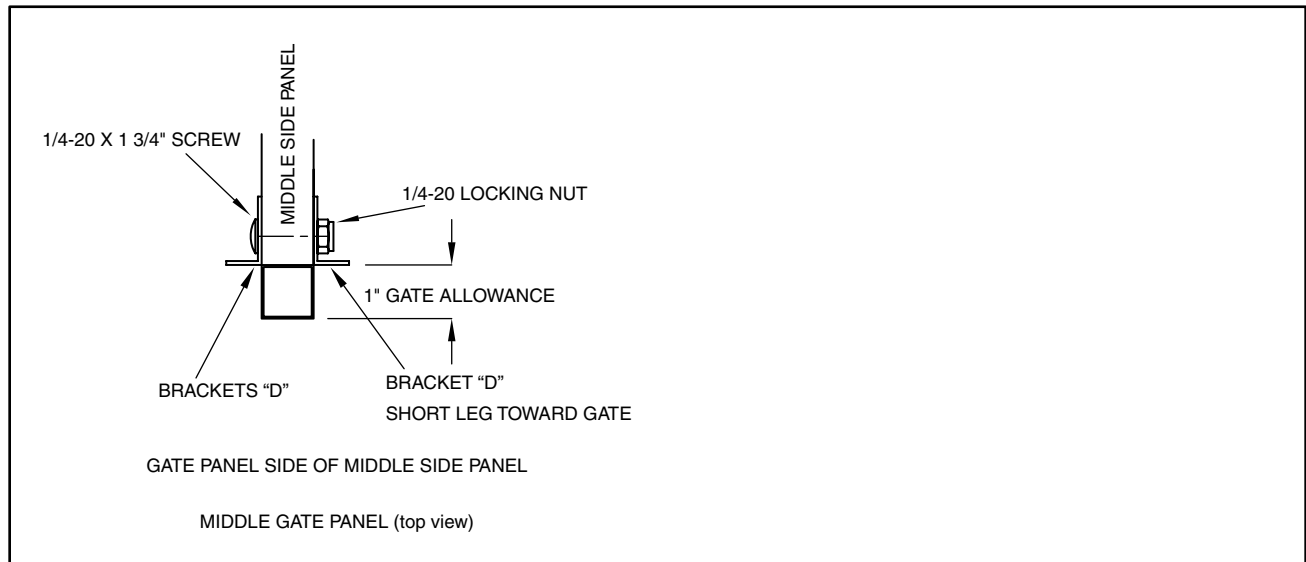 MIDDLE SIDE PANEL
1/4-20 X 1 3/4" SCREW
1/4-20 LOCKING NUT
1" GATE ALLOWANCE
BRACKETS “D”
BRACKET “D”
SHORT LEG TOWARD GATE
GATE PANEL SIDE OF MIDDLE SIDE PANEL
MIDDLE GATE PANEL (top view)